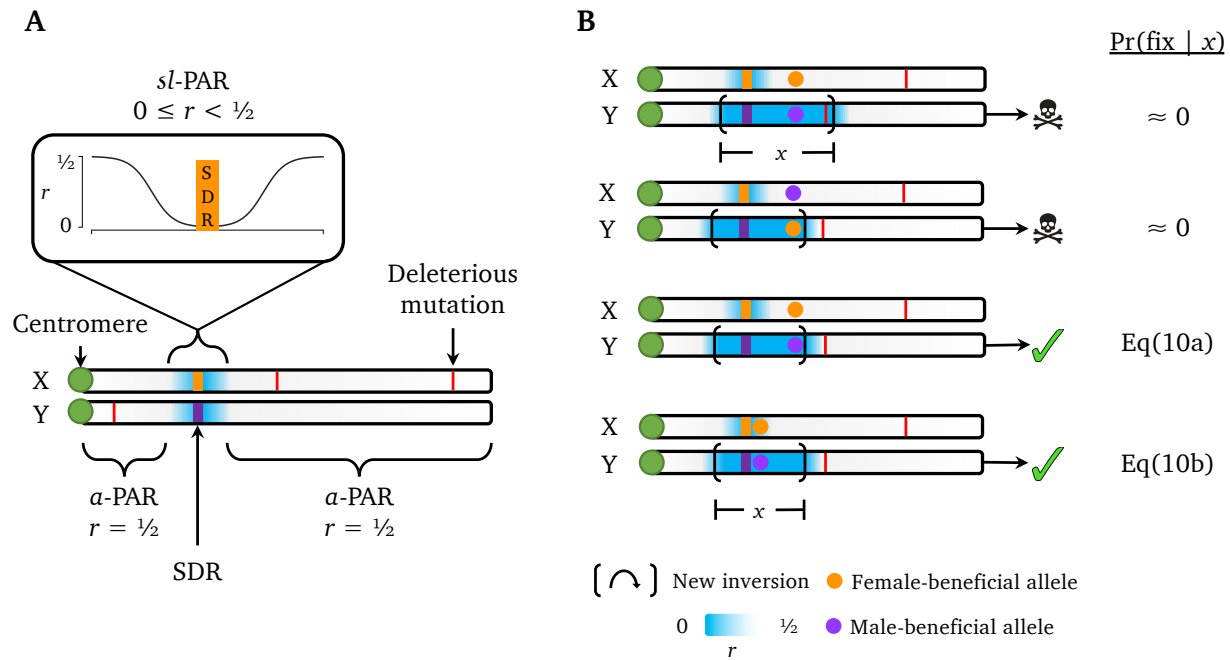 A
sl-PAR
0 ≤ r < ½
½
r
0
S
D
R
Deleterious
mutation
Centromere
X
Y
a-PAR
r = ½
a-PAR
r = ½
SDR
B
Pr(fix | x)
X
Y
≈ 0
x
X
Y
≈ 0
X
Y
Eq(10a)
X
Y
Eq(10b)
x
New inversion
Female-beneficial allele
0
½
r
Male-beneficial allele